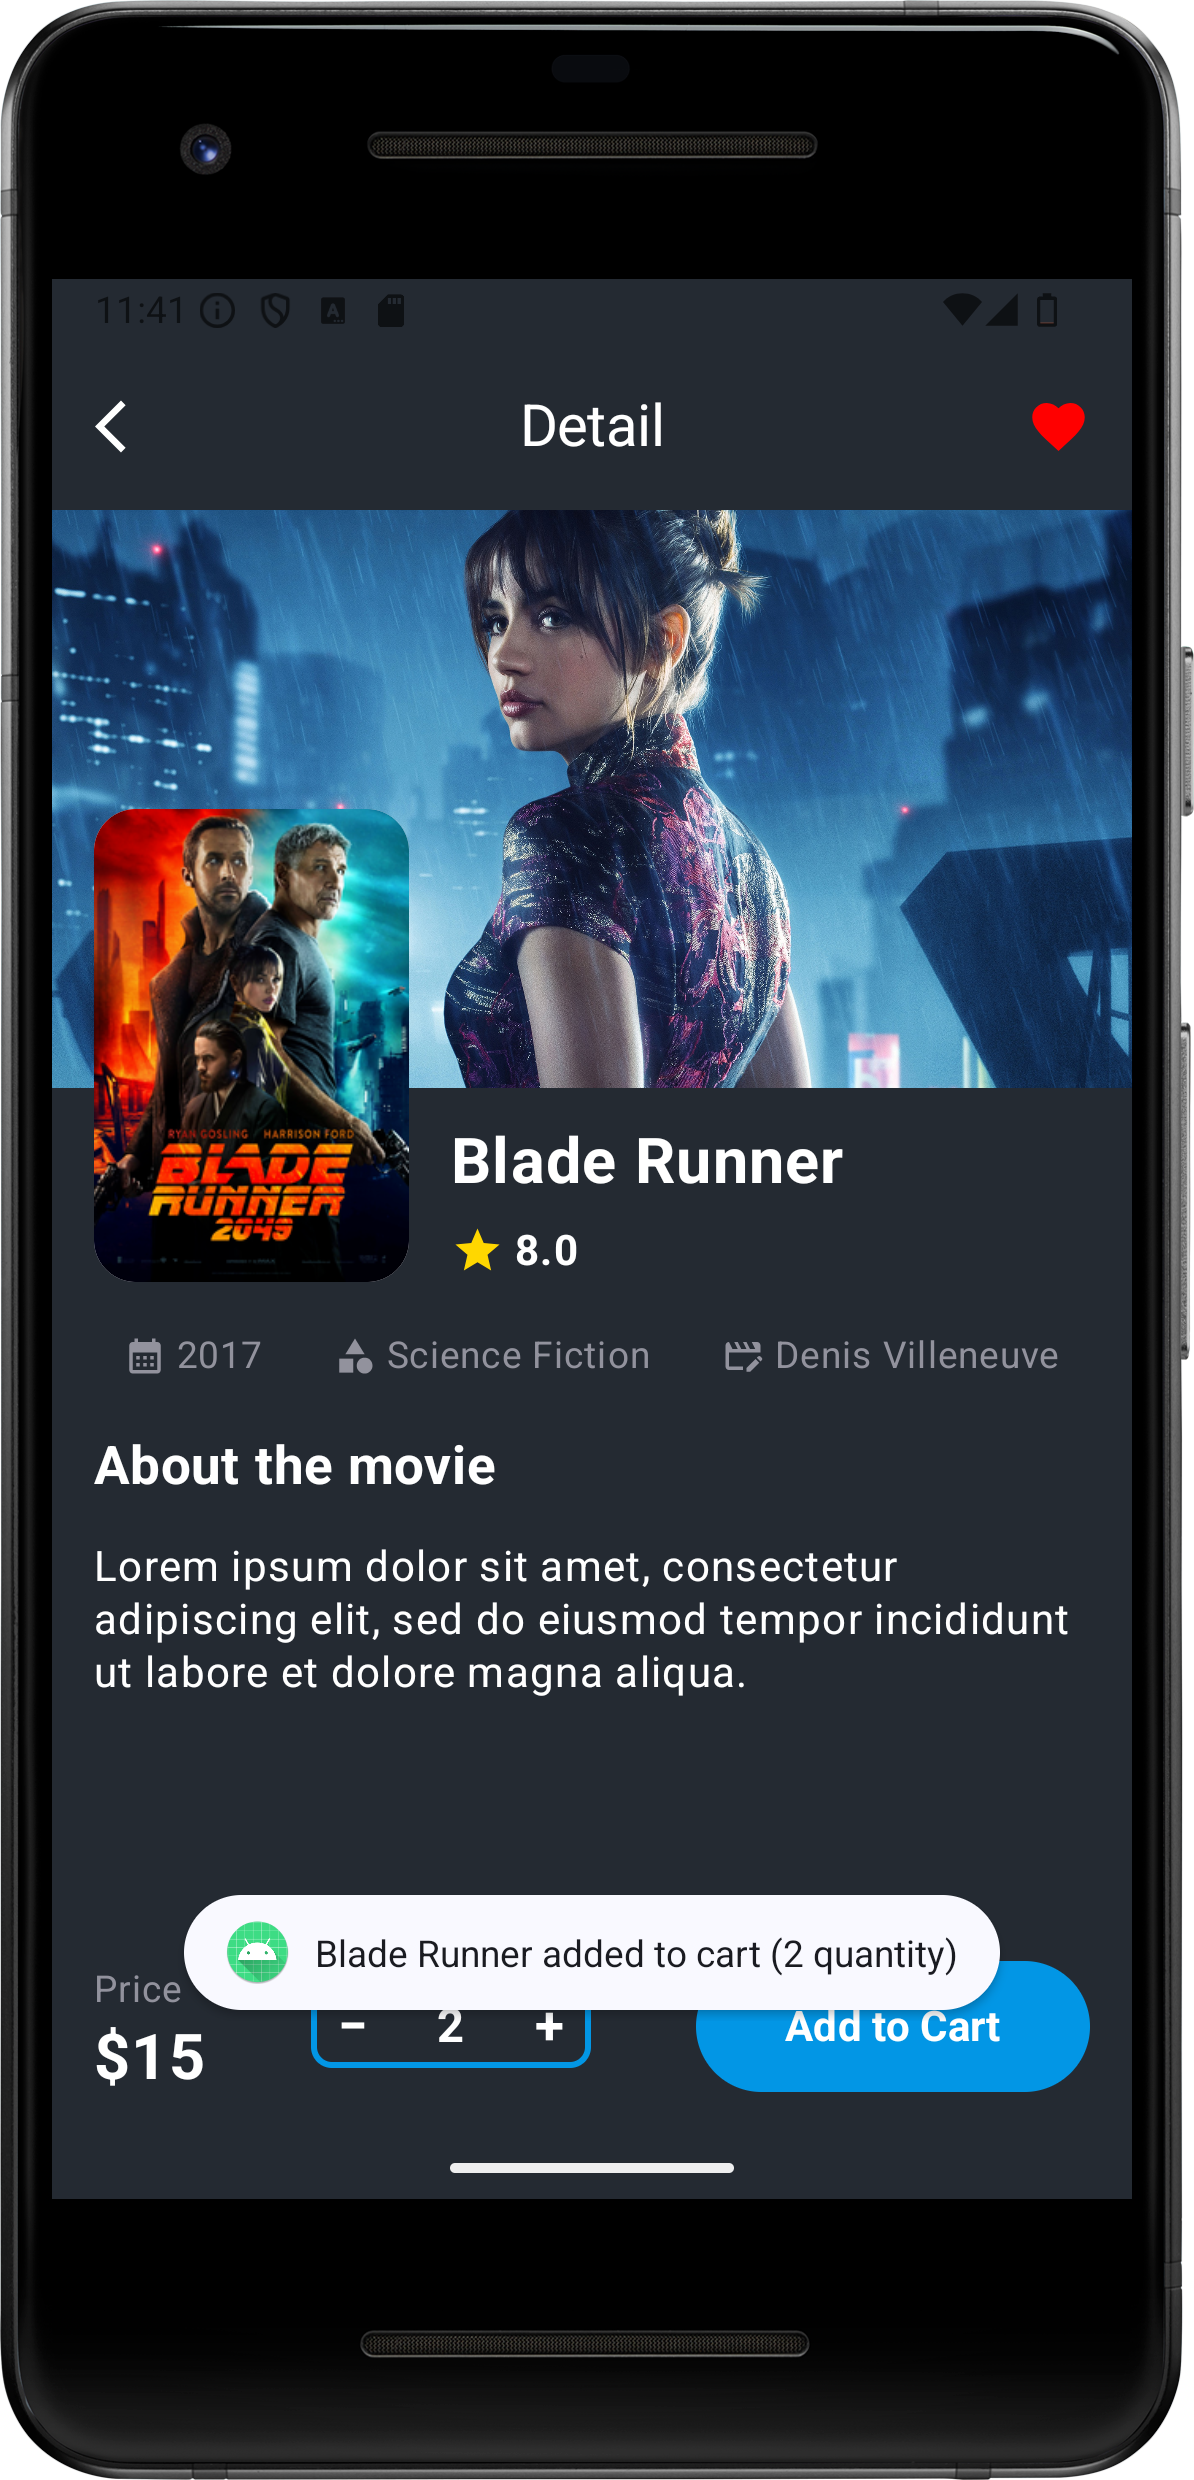 11:41
Detail
RYAN GOSLING HARRISON FORD
BLADE
RUNNER
2049
Blade Runner
8.0
2017 Science Fiction Denis Villeneuve
About the movie
Lorem ipsum dolor sit amet, consectetur
adipiscing elit, sed do eiusmod tempor incididunt
ut labore et dolore magna aliqua.
Blade Runner added to cart (2 quantity)
Price
$15
- 2 +
Add to Cart